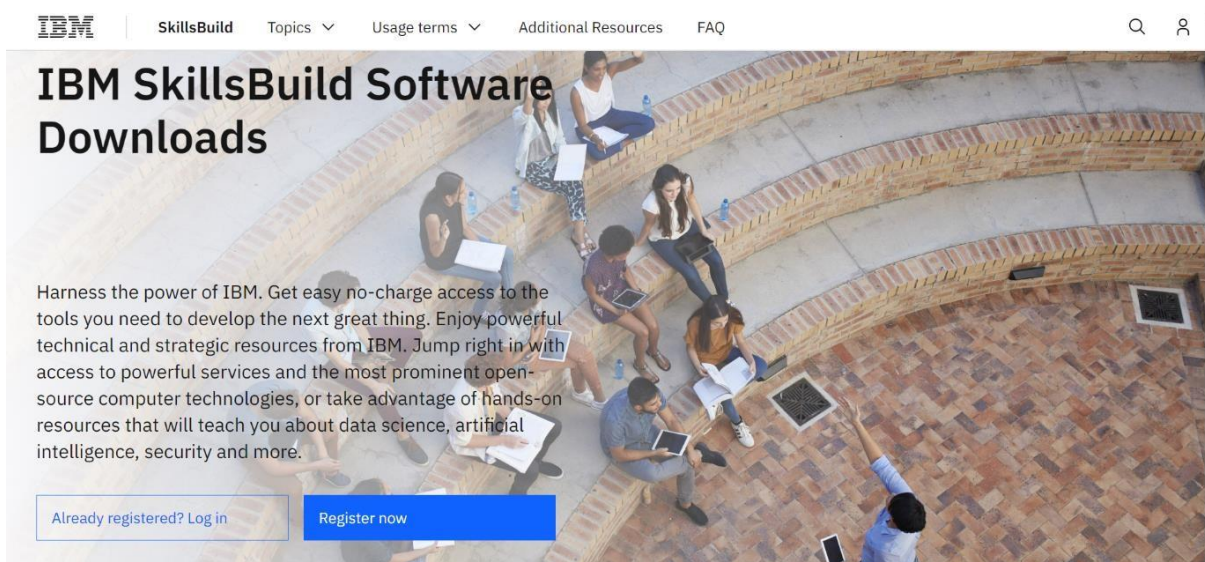 IBM SkillsBuild Topics Usage terms Additional Resources FAQ
IBM SkillsBuild Software
Downloads
Harness the power of IBM. Get easy no-charge access to the
tools you need to develop the next great thing. Enjoy powerful
technical and strategic resources from IBM. Jump right in with
access to powerful services and the most prominent open-
source computer technologies, or take advantage of hands-on
resources that will teach you about data science, artificial
intelligence, security and more.
Already registered? Log in Register now